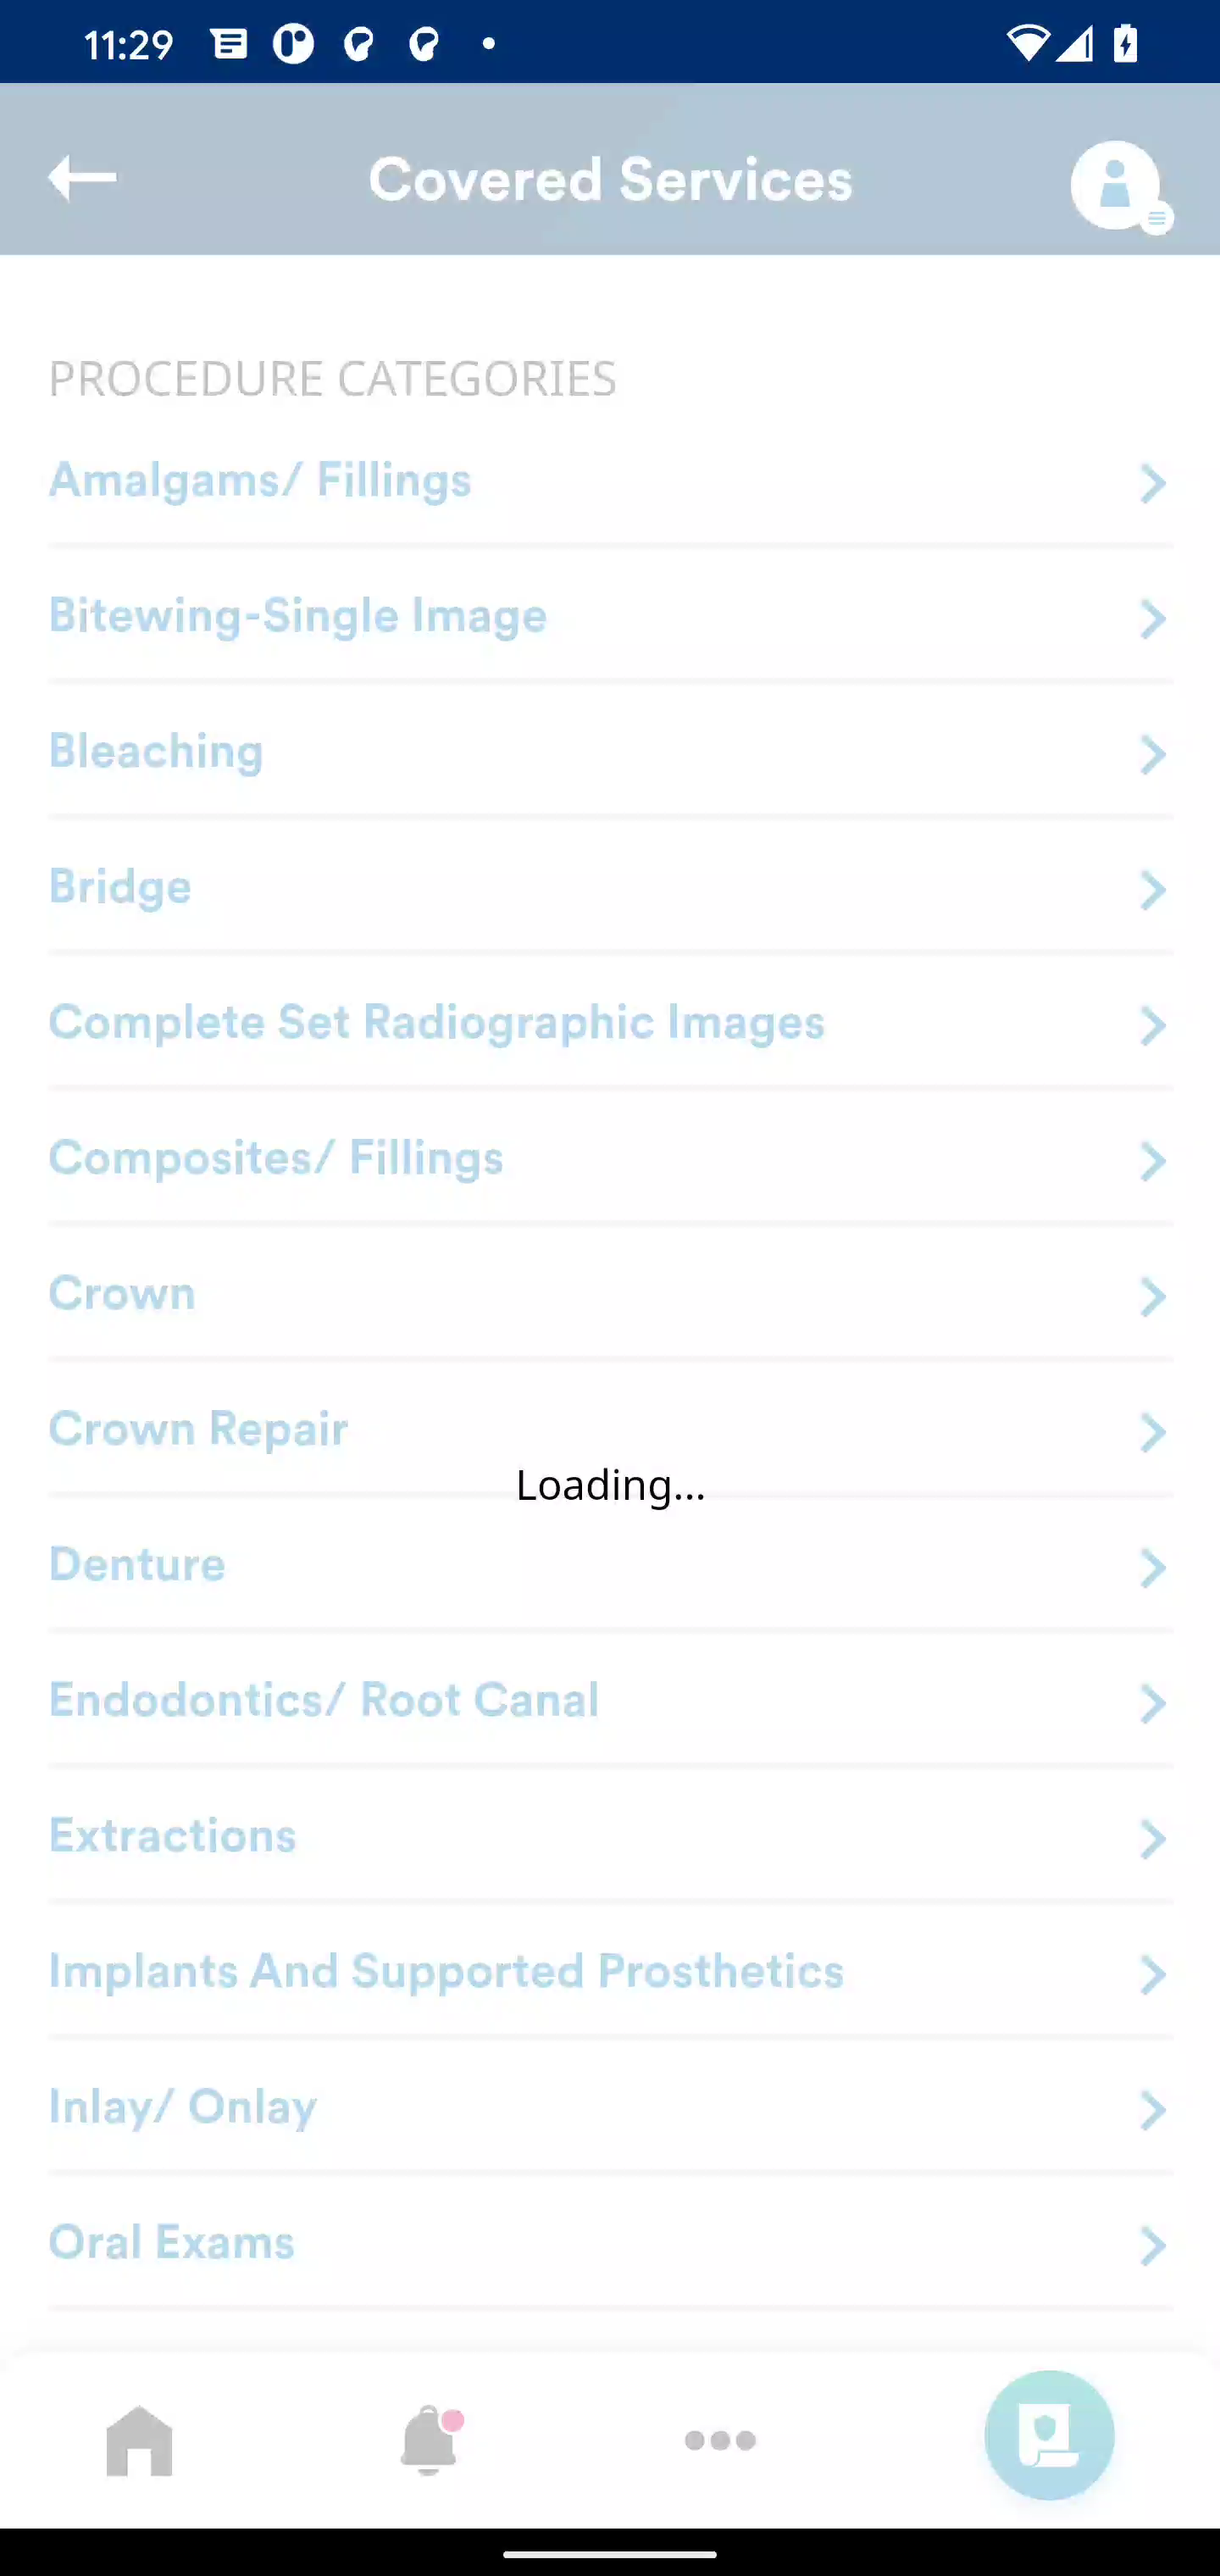 11:29
Covered Services
PROCEDURE CATEGORIES
Amalgams/ Fillings
Bitewing-Single Image
Bleaching
Bridge
Complete Set Radiographic Images
Composites/ Fillings
Crown
Crown Repair
Loading...
Denture
Endodontics/ Root Canal
Extractions
Implants And Supported Prosthetics
Inlay/ Onlay
Oral Exams